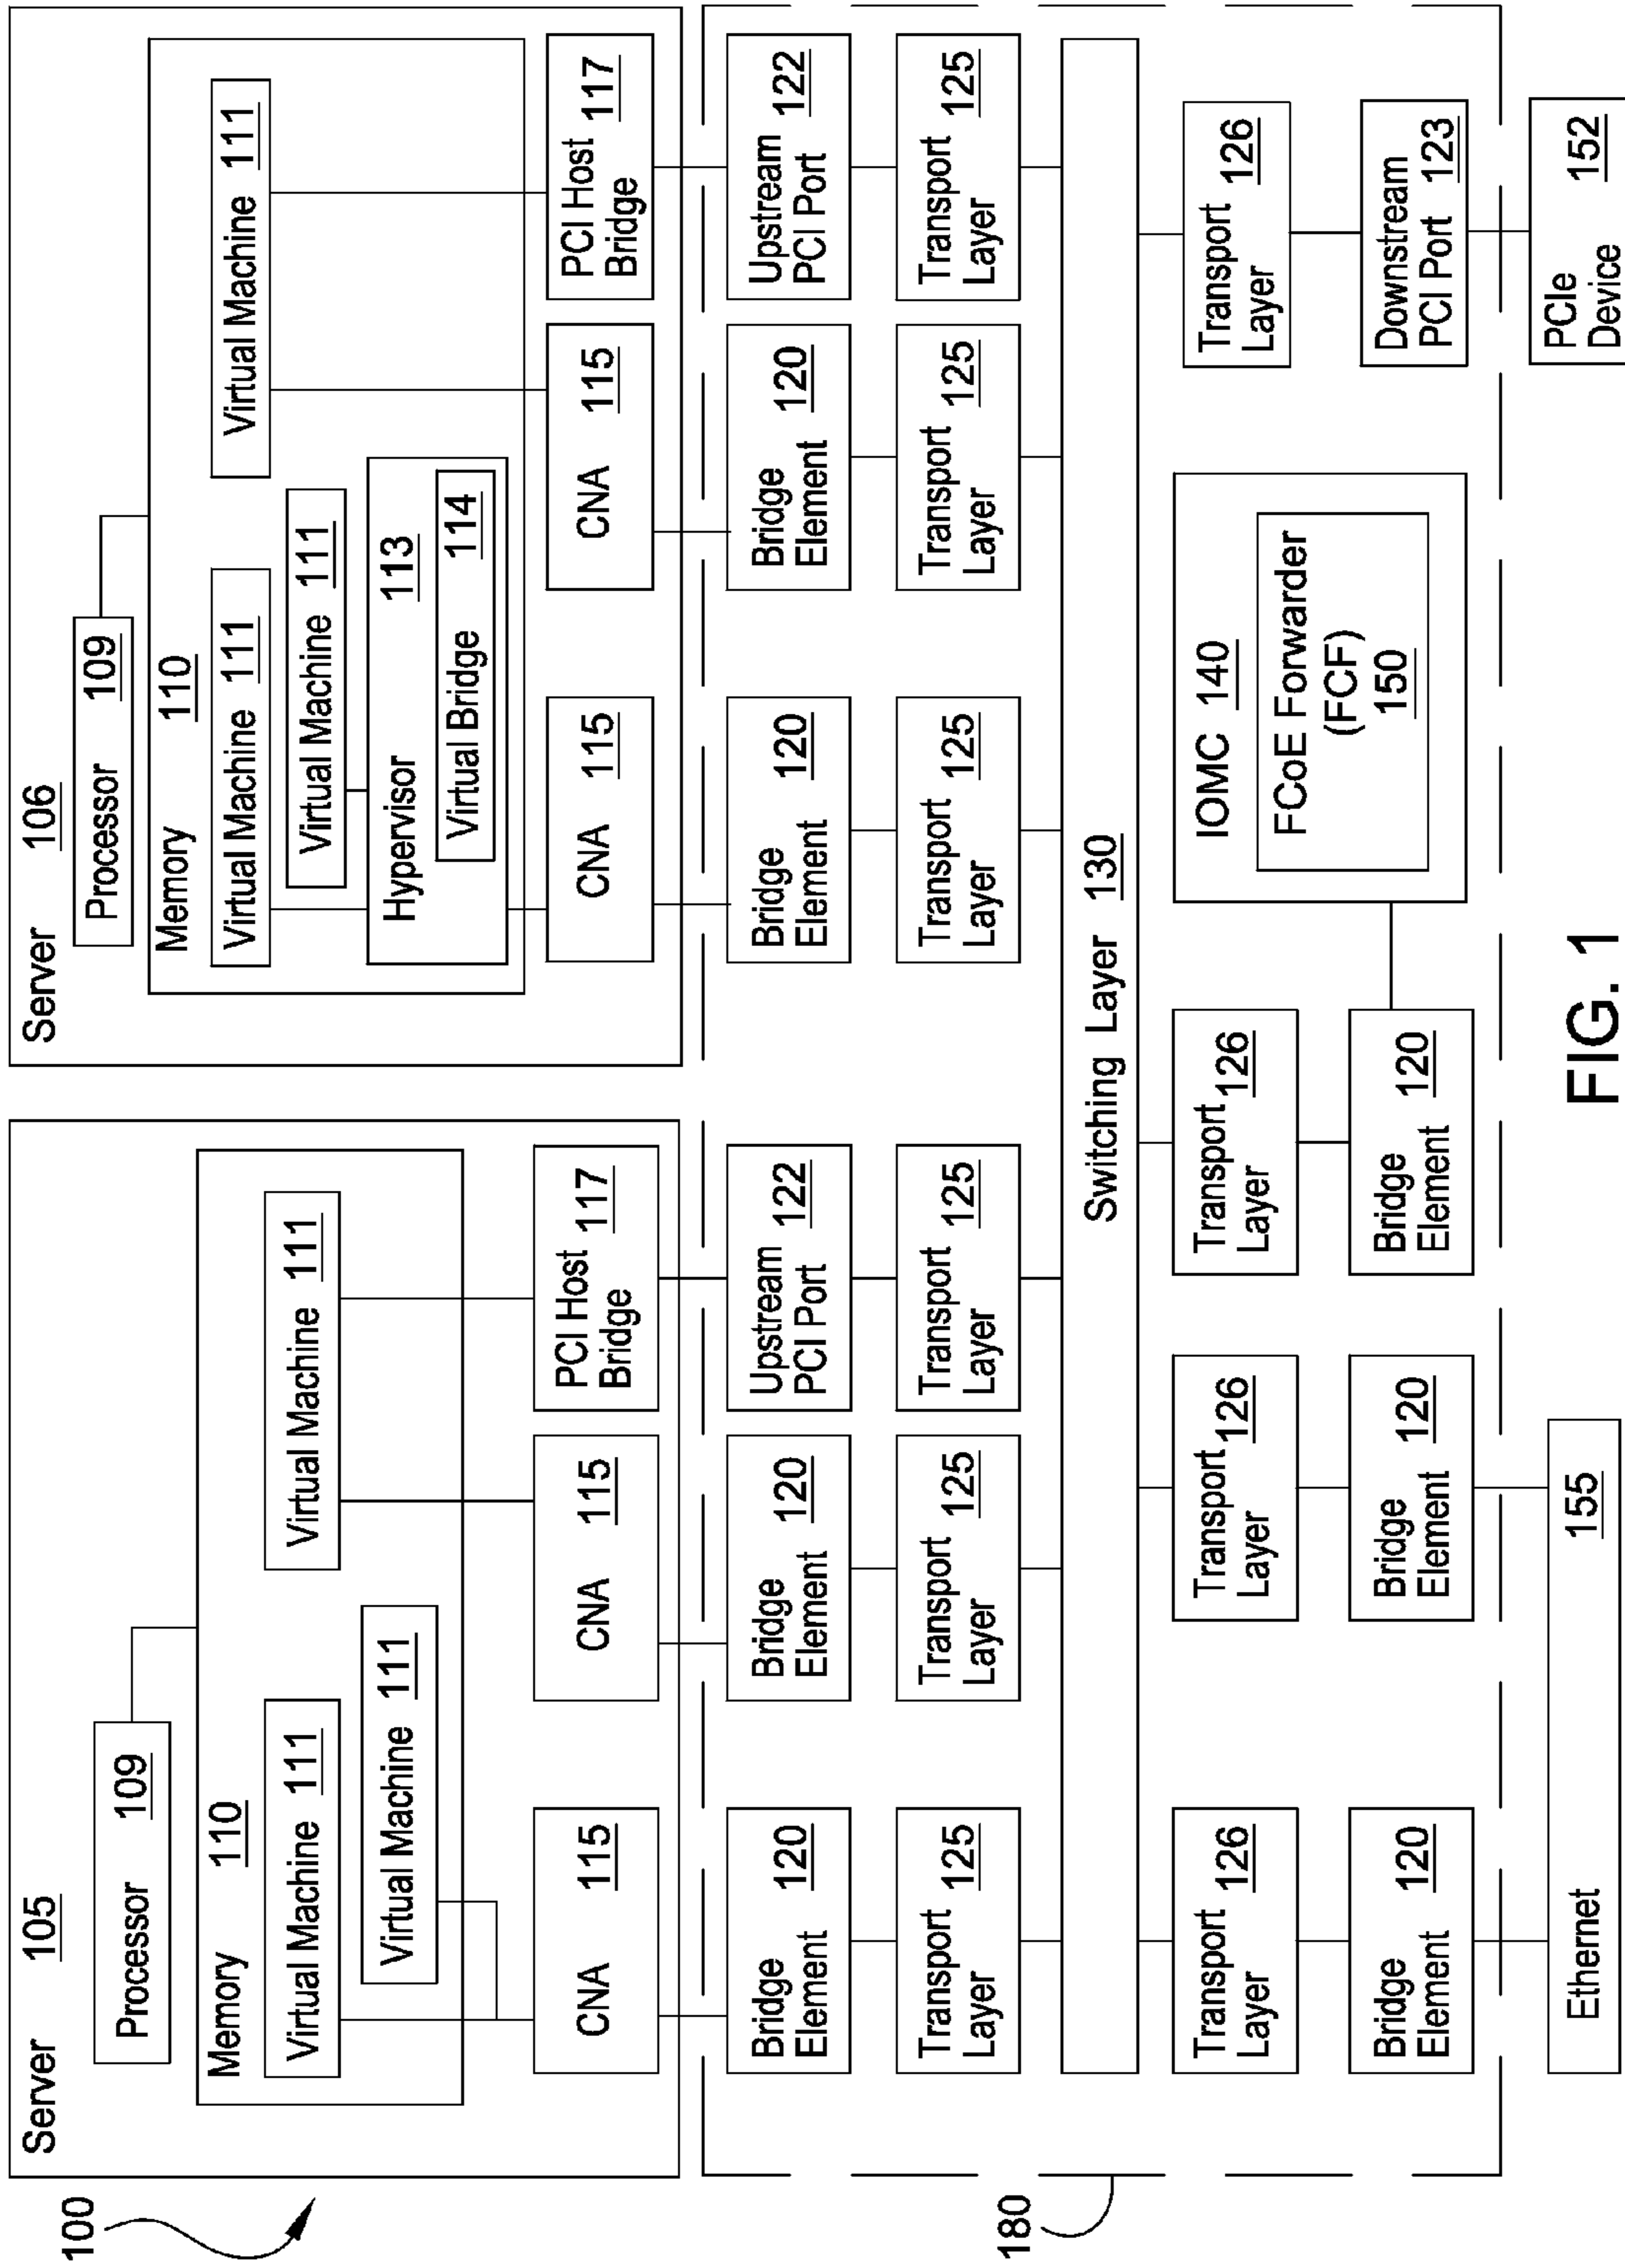 100
Server 105
Processor 109
Memory 110
Virtual Machine 111
Virtual Machine 111
Virtual Machine 111
CNA 115
CNA 115
PCI Host
Bridge 117
Server 106
Processor 109
Memory 110
Virtual Machine 111
Virtual Machine 111
Virtual Machine 111
Hypervisor 113
Virtual Bridge 114
CNA 115
CNA 115
PCI Host
Bridge 117
180
Bridge
Element 120
Bridge
Element 120
Upstream
PCI Port 122
Bridge
Element 120
Bridge
Element 120
Upstream
PCI Port 122
Transport
Layer 125
Transport
Layer 125
Transport
Layer 125
Transport
Layer 125
Transport
Layer 125
Transport
Layer 125
Switching Layer 130
Transport
Layer 126
Transport
Layer 126
Transport
Layer 126
Transport
Layer 126
Bridge
Element 120
Bridge
Element 120
Bridge
Element 120
IOMC 140
FCoE Forwarder
(FCF)
150
Downstream
PCI Port 123
Ethernet 155
PCIe
Device 152
FIG. 1